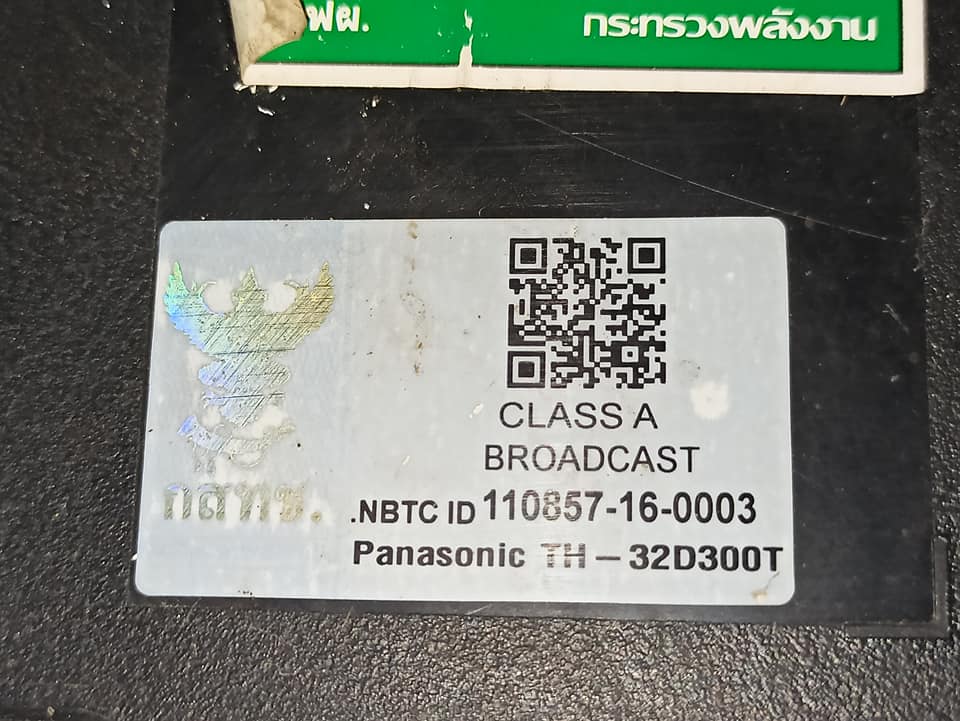 ฟผ. กระทรวงพลังงาน
CLASS A
BROADCAST
กสทช. .NBTC ID 110857-16-0003
Panasonic TH – 32D300T